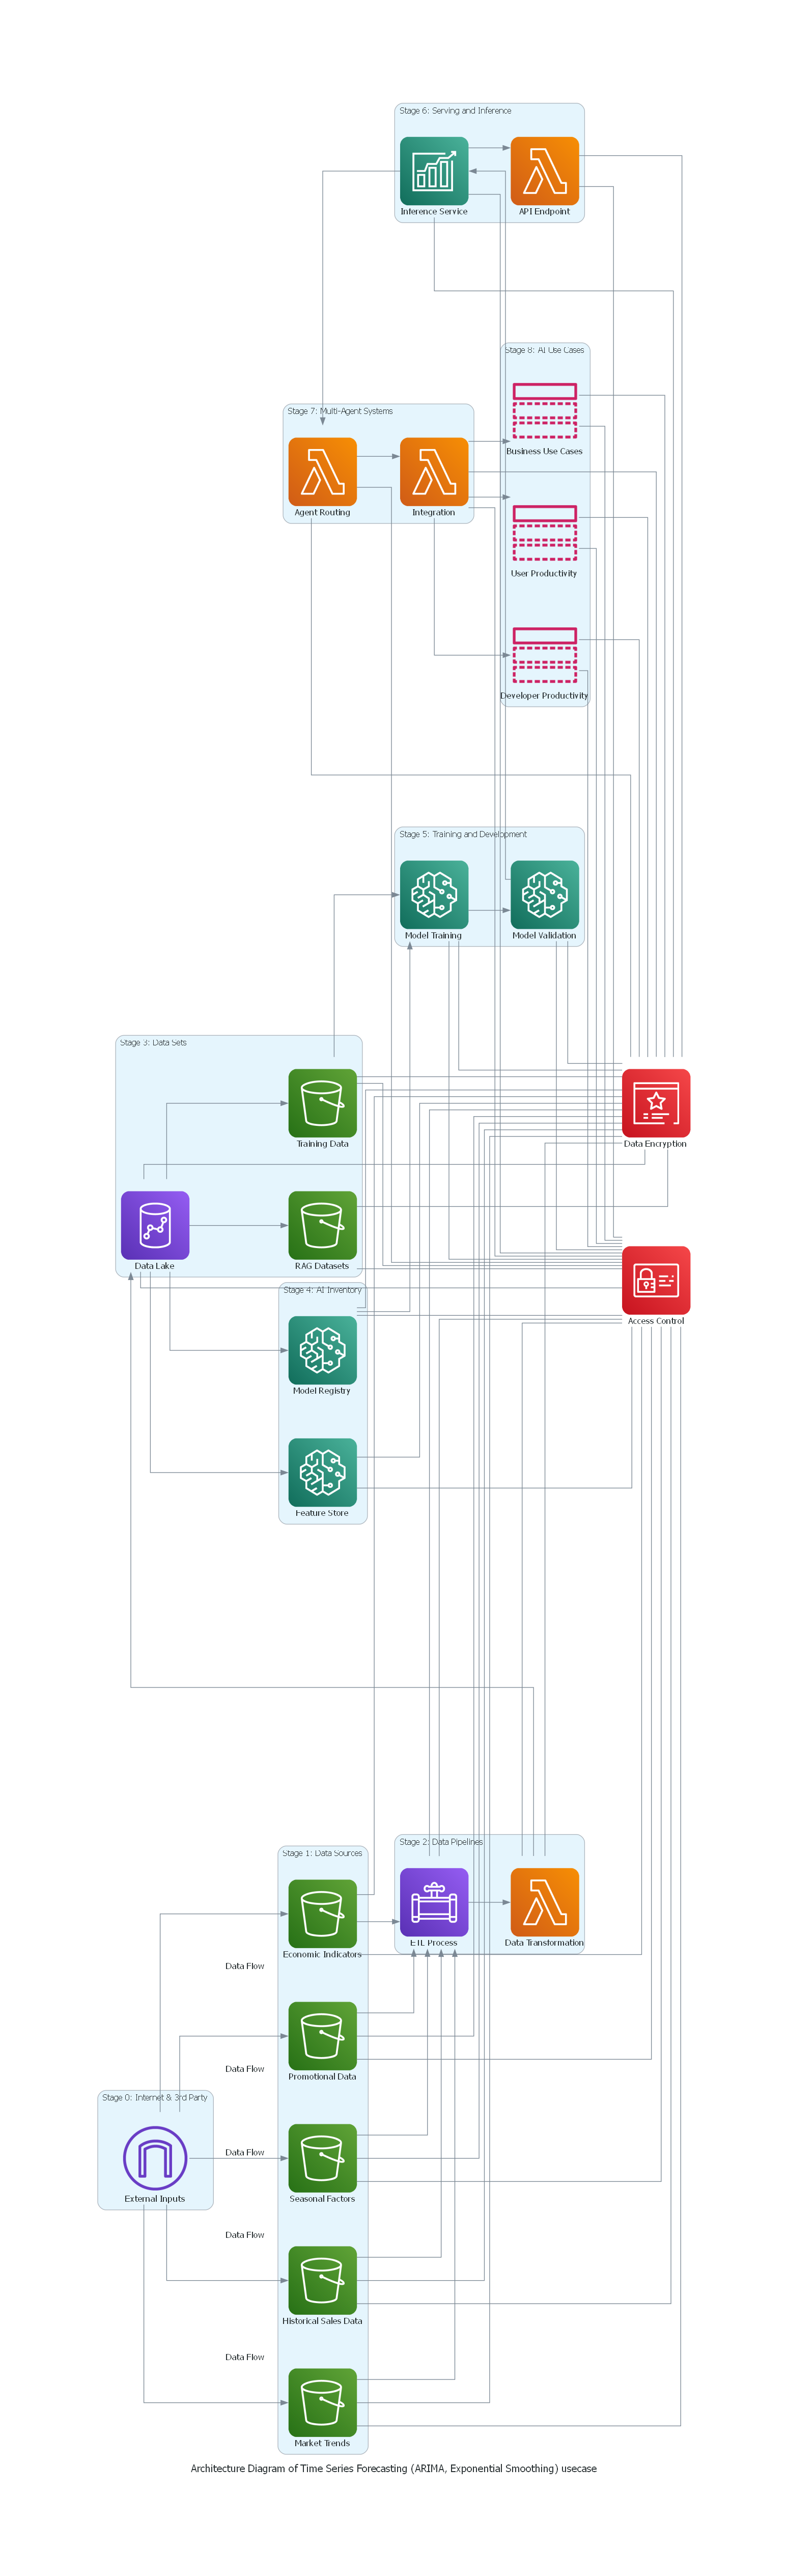 Stage 6: Serving and Inference
Inference Service
API Endpoint
Stage 8: AI Use Cases
Business Use Cases
User Productivity
Developer Productivity
Stage 7: Multi-Agent Systems
Agent Routing
Integration
Stage 5: Training and Development
Model Training
Model Validation
Stage 3: Data Sets
Training Data
Data Lake
RAG Datasets
Data Encryption
Access Control
Stage 4: AI Inventory
Model Registry
Feature Store
Stage 2: Data Pipelines
ETL Process
Data Transformation
Stage 1: Data Sources
Economic Indicators
Data Flow
Promotional Data
Data Flow
Stage 0: Internet & 3rd Party
External Inputs
Data Flow
Seasonal Factors
Data Flow
Historical Sales Data
Data Flow
Market Trends
Architecture Diagram of Time Series Forecasting (ARIMA, Exponential Smoothing) usecase